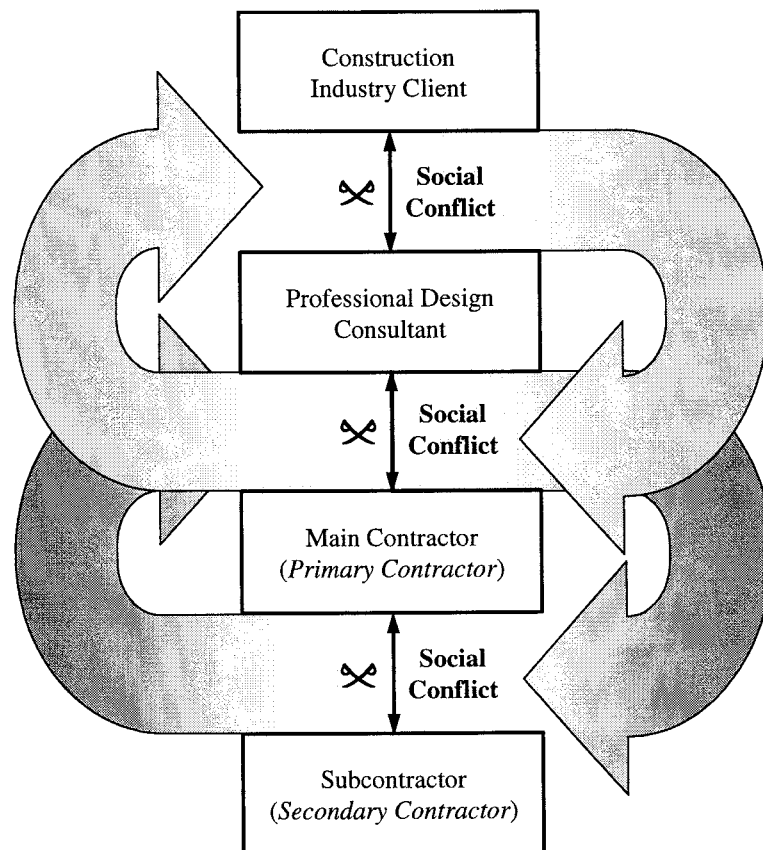 Construction
Industry Client
Social
Conflict
Professional Design
Consultant
Social
Conflict
Main Contractor
(Primary Contractor)
Social
Conflict
Subcontractor
(Secondary Contractor)